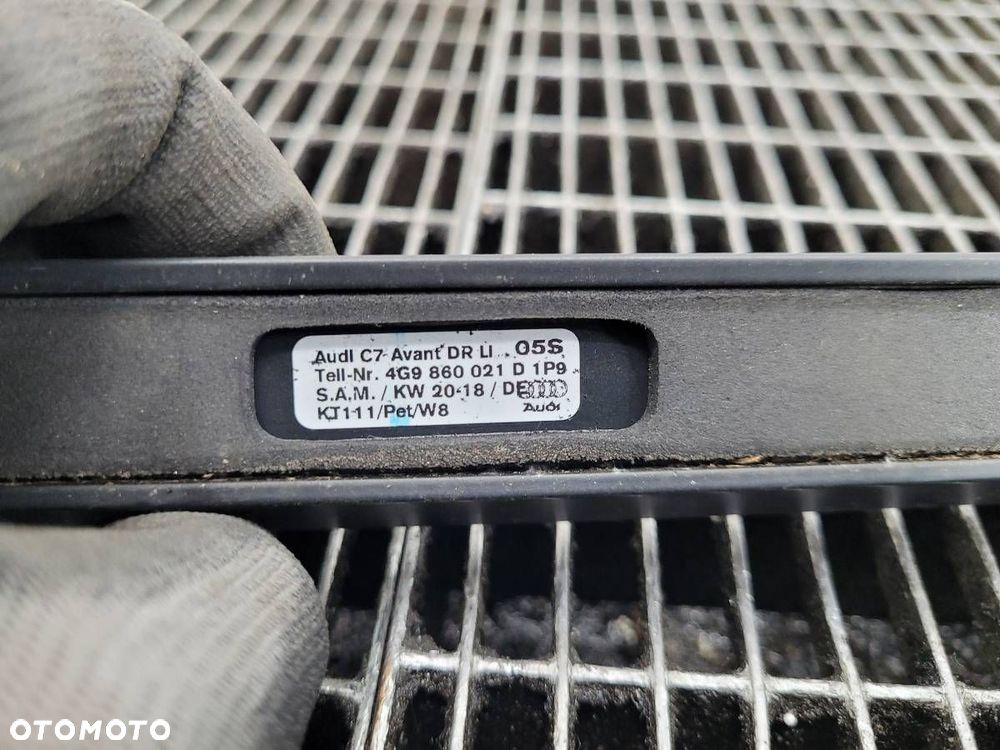 Audi C7 Avant DR LI 05S
Teil-Nr. 4G9 860 021 D 1P9
S.A.M. / KW 20-18 / DE
KT111/Pet/W8 Audi
OTOMOTO